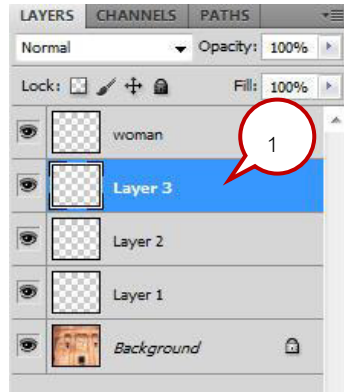 LAYERS CHANNELS PATHS
Normal Opacity: 100%
Lock: Fill: 100%
woman
1
Layer 3
Layer 2
Layer 1
Background